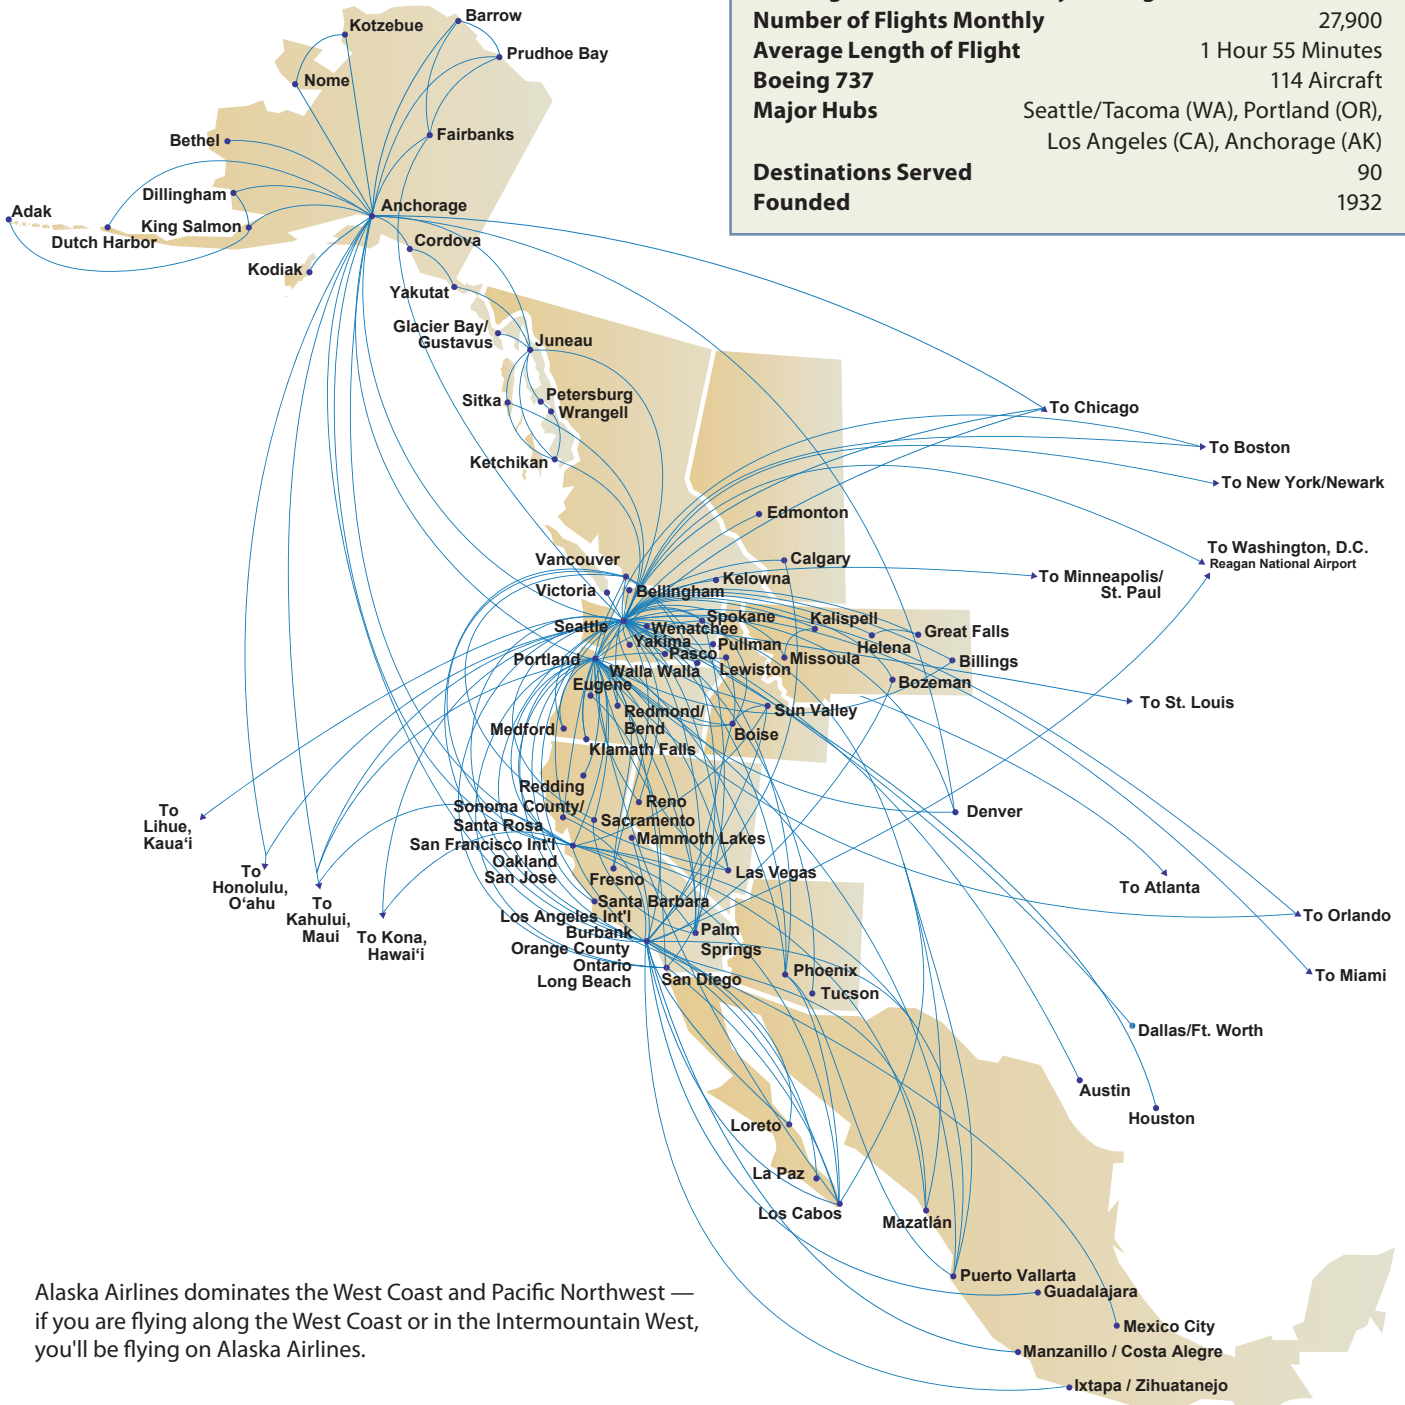 Number of Flights Monthly 27,900
Average Length of Flight 1 Hour 55 Minutes
Boeing 737 114 Aircraft
Major Hubs Seattle/Tacoma (WA), Portland (OR),
Los Angeles (CA), Anchorage (AK)
Destinations Served 90
Founded 1932
Barrow
Kotzebue
Prudhoe Bay
Nome
Fairbanks
Bethel
Dillingham
Anchorage
Adak
King Salmon
Dutch Harbor
Cordova
Kodiak
Yakutat
Glacier Bay/
Gustavus
Juneau
Sitka
Petersburg
Wrangell
Ketchikan
To Chicago
To Boston
To New York/Newark
Edmonton
To Washington, D.C.
Reagan National Airport
Vancouver
Calgary
Kelowna
To Minneapolis/
St. Paul
Victoria
Bellingham
Spokane
Kalispell
Seattle
Wenatchee
Great Falls
Yakima
Pullman
Helena
Portland
Pasco
Missoula
Billings
Walla Walla
Lewiston
Eugene
Bozeman
To St. Louis
Redmond/
Bend
Sun Valley
Medford
Boise
Klamath Falls
Redding
Reno
Sonoma County/
Santa Rosa
Sacramento
Denver
To
Lihue,
Kaua‘i
Mammoth Lakes
San Francisco Int'l
Oakland
San Jose
Fresno
Las Vegas
To
Honolulu,
O‘ahu
To Atlanta
To
Kahului,
Maui
Santa Barbara
To Orlando
To Kona,
Hawai‘i
Los Angeles Int'l
Burbank
Orange County
Ontario
Long Beach
Palm
Springs
San Diego
Phoenix
To Miami
Tucson
Dallas/Ft. Worth
Austin
Houston
Loreto
La Paz
Los Cabos
Mazatlán
Puerto Vallarta
Guadalajara
Mexico City
Manzanillo / Costa Alegre
Ixtapa / Zihuatanejo
Alaska Airlines dominates the West Coast and Pacific Northwest —
if you are flying along the West Coast or in the Intermountain West,
you'll be flying on Alaska Airlines.